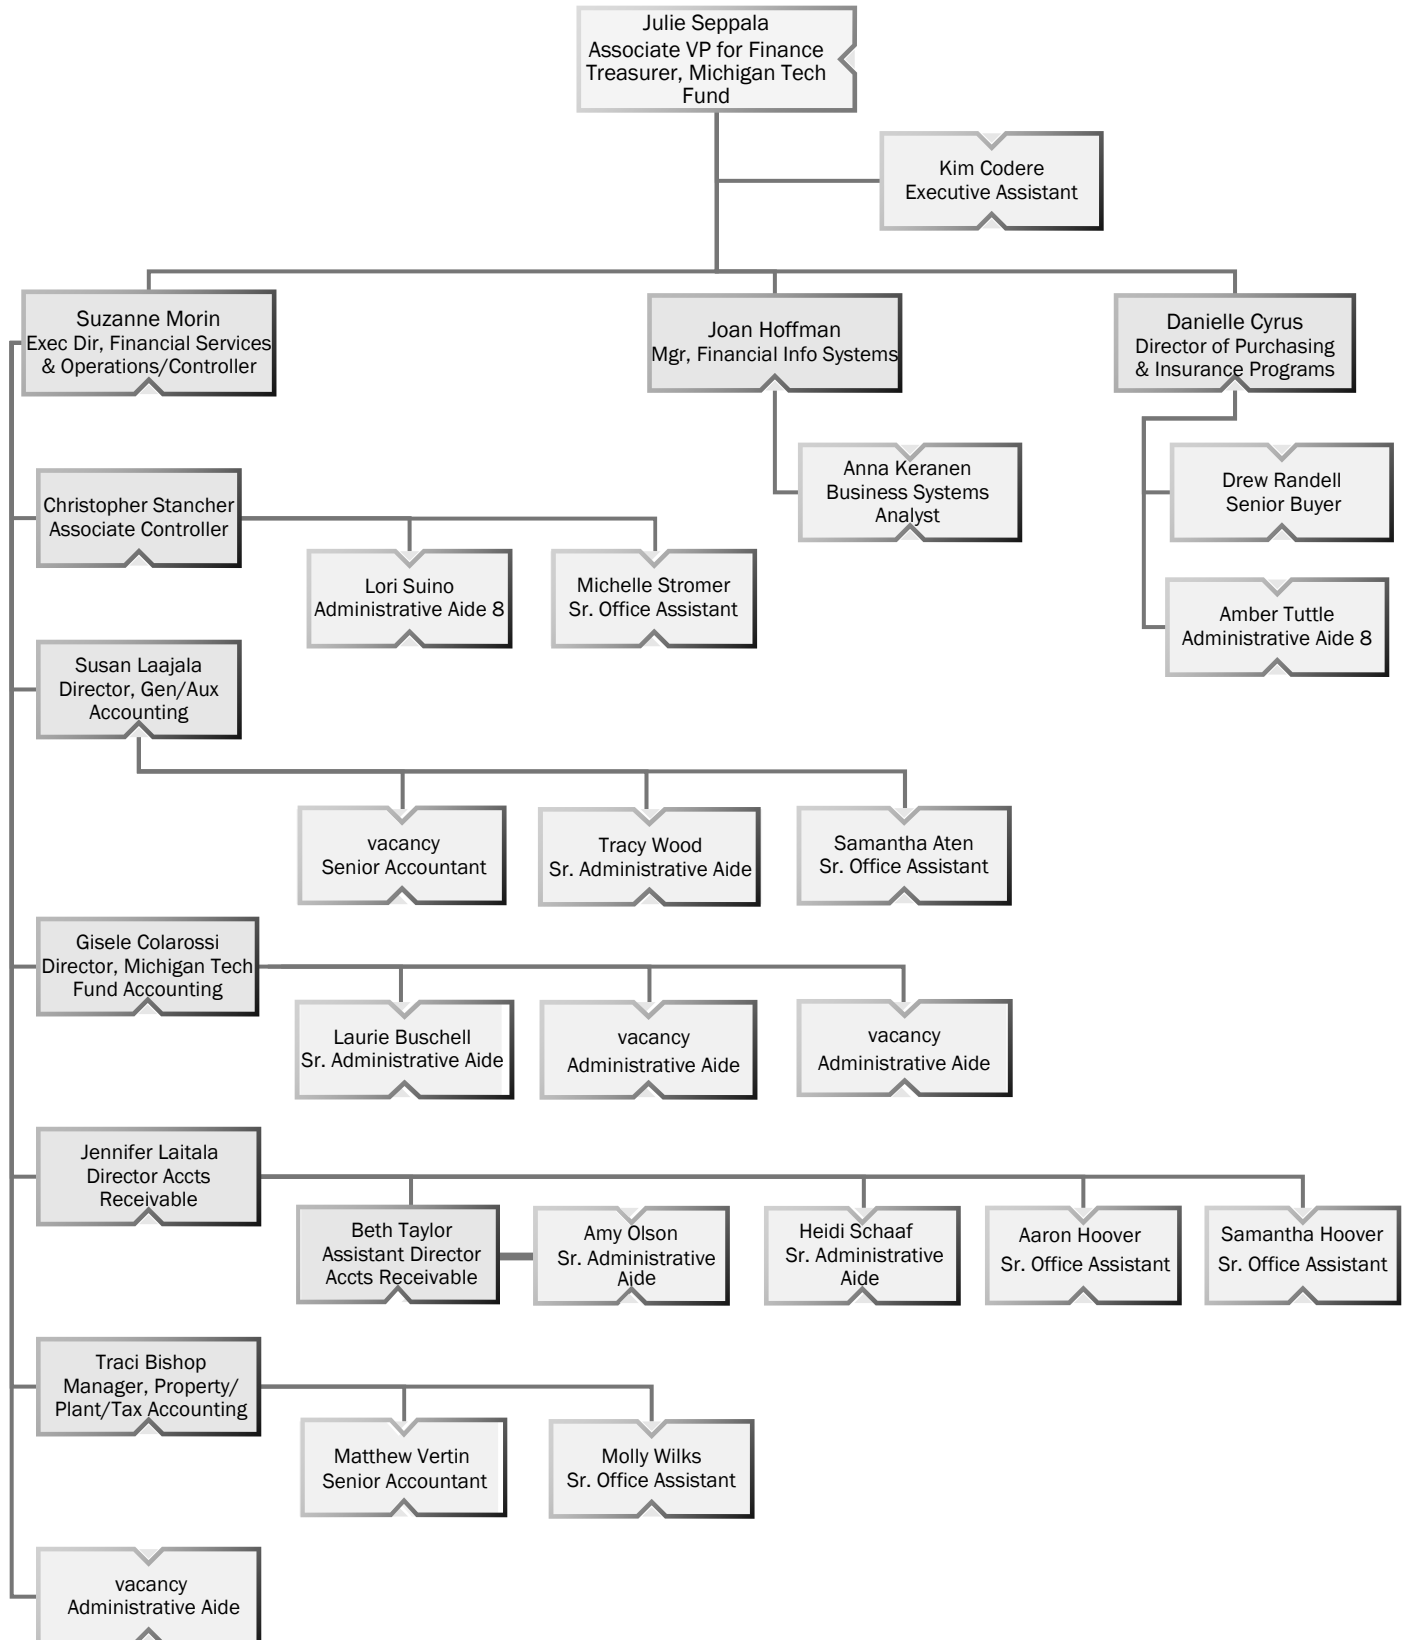 Julie Seppala
Associate VP for Finance
Treasurer, Michigan Tech
Fund
Kim Codere
Executive Assistant
Suzanne Morin
Exec Dir, Financial Services
& Operations/Controller
Joan Hoffman
Mgr, Financial Info Systems
Danielle Cyrus
Director of Purchasing
& Insurance Programs
Anna Keranen
Business Systems
Analyst
Drew Randell
Senior Buyer
Amber Tuttle
Administrative Aide 8
Christopher Stancher
Associate Controller
Lori Suino
Administrative Aide 8
Michelle Stromer
Sr. Office Assistant
Susan Laajala
Director, Gen/Aux
Accounting
vacancy
Senior Accountant
Tracy Wood
Sr. Administrative Aide
Samantha Aten
Sr. Office Assistant
Gisele Colarossi
Director, Michigan Tech
Fund Accounting
Laurie Buschell
Sr. Administrative Aide
vacancy
Administrative Aide
vacancy
Administrative Aide
Jennifer Laitala
Director Accts
Receivable
Beth Taylor
Assistant Director
Accts Receivable
Amy Olson
Sr. Administrative
Aide
Heidi Schaaf
Sr. Administrative
Aide
Aaron Hoover
Sr. Office Assistant
Samantha Hoover
Sr. Office Assistant
Traci Bishop
Manager, Property/
Plant/Tax Accounting
Matthew Vertin
Senior Accountant
Molly Wilks
Sr. Office Assistant
vacancy
Administrative Aide